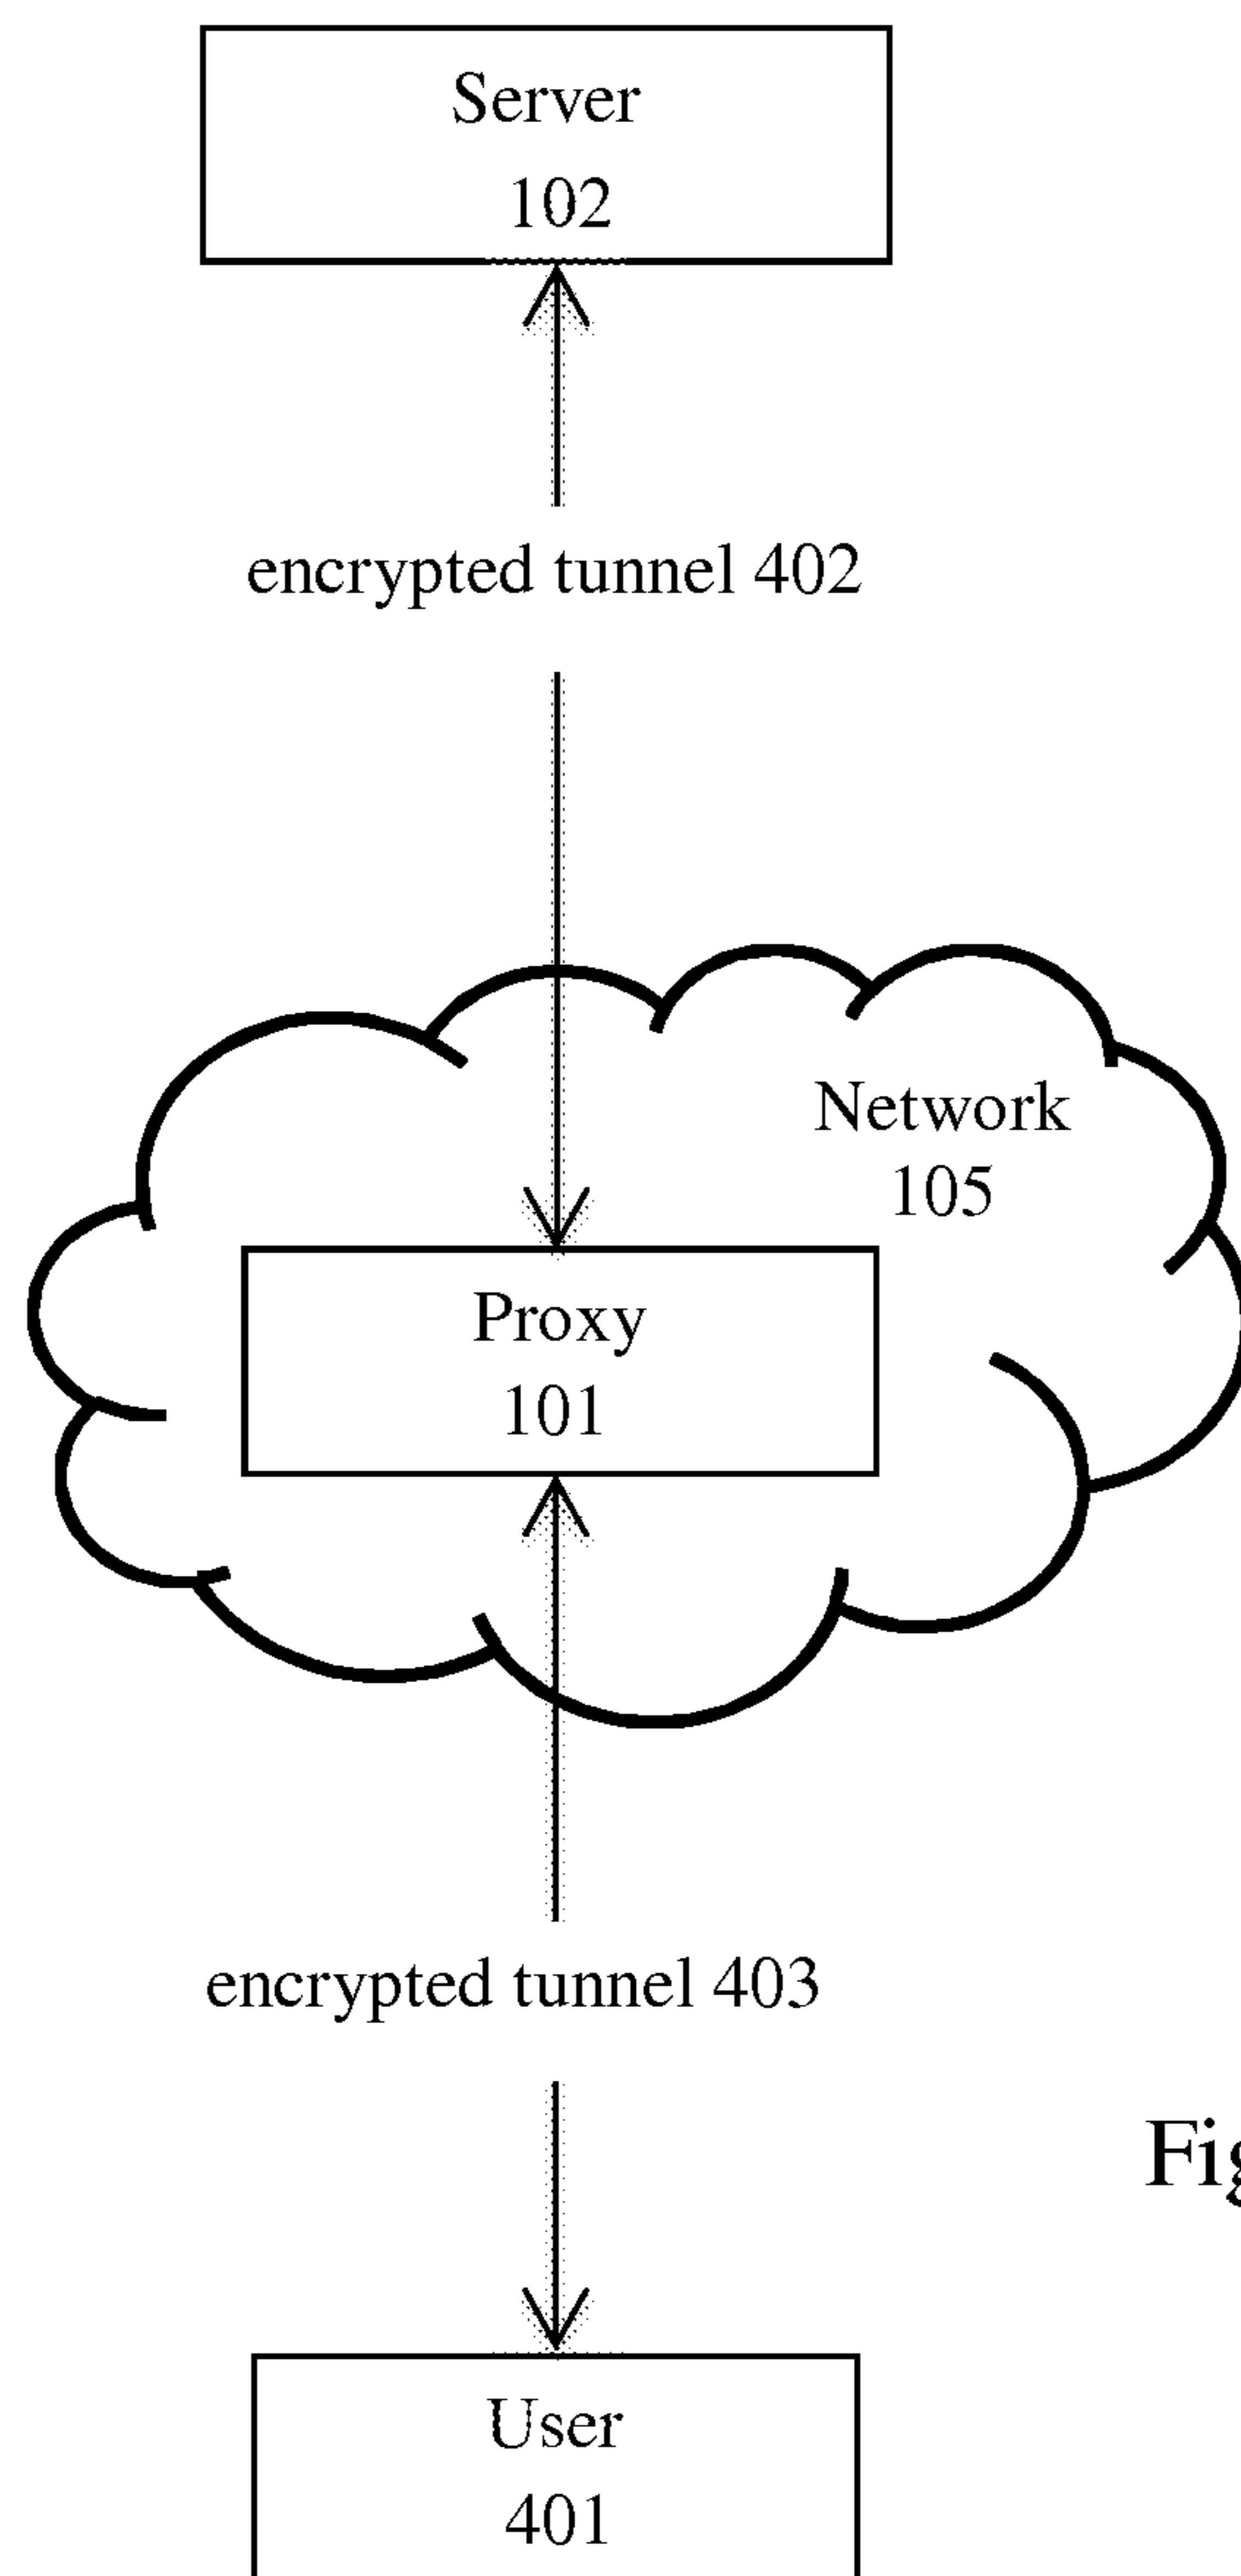 Server
102
encrypted tunnel 402
Network
105
Proxy
101
encrypted tunnel 403
User
401